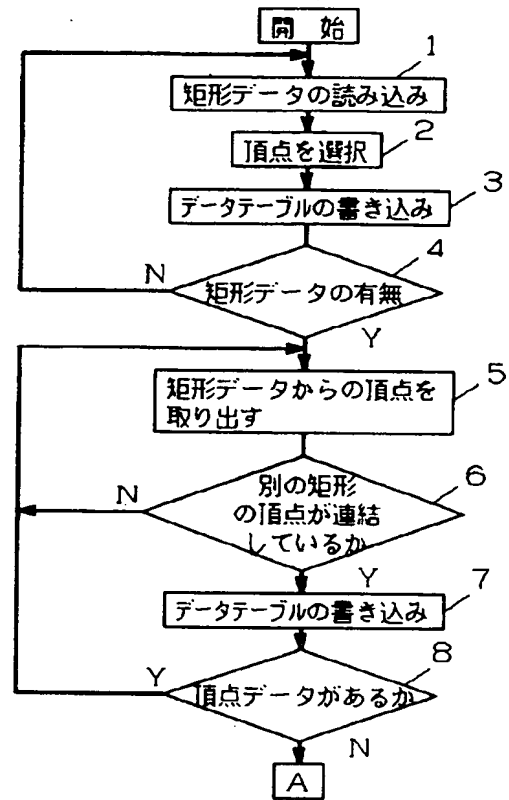 開始
1
矩形データの読み込み
2
頂点を選択
3
データテーブルの書き込み
4
矩形データの有無
N
Y
5
矩形データからの頂点を
取り出す
6
別の矩形
の頂点が連結
しているか
N
Y
7
データテーブルの書き込み
8
頂点データがあるか
Y
N
A